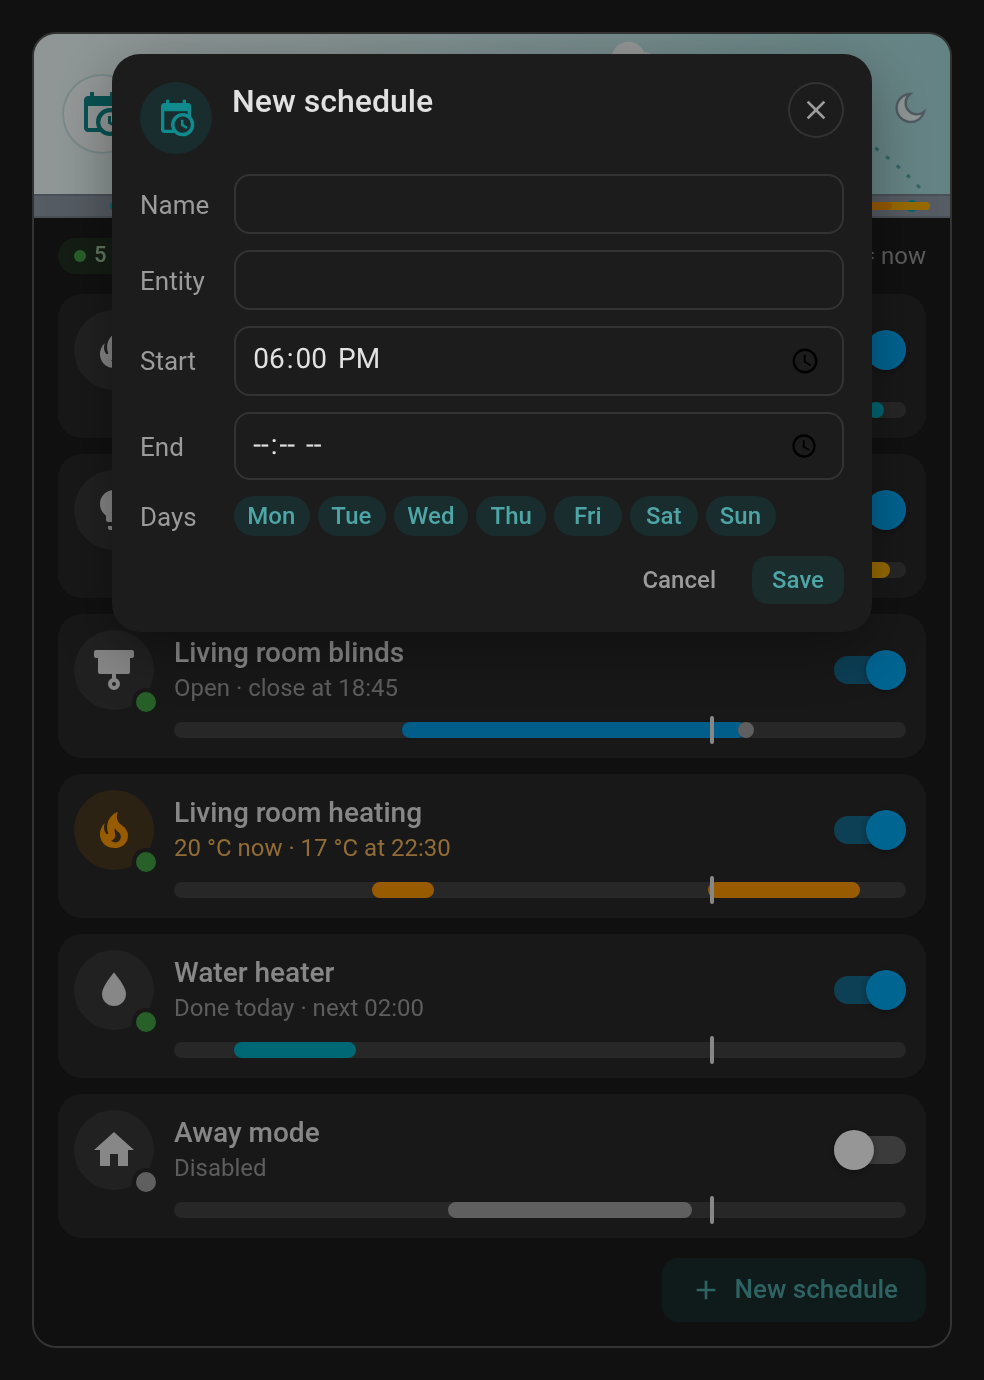 New schedule
Name
Entity
Start 06:00 PM
End --:-- --
Days Mon Tue Wed Thu Fri Sat Sun
Cancel Save
5
now
Living room blinds
Open · close at 18:45
Living room heating
20 °C now · 17 °C at 22:30
Water heater
Done today · next 02:00
Away mode
Disabled
+ New schedule